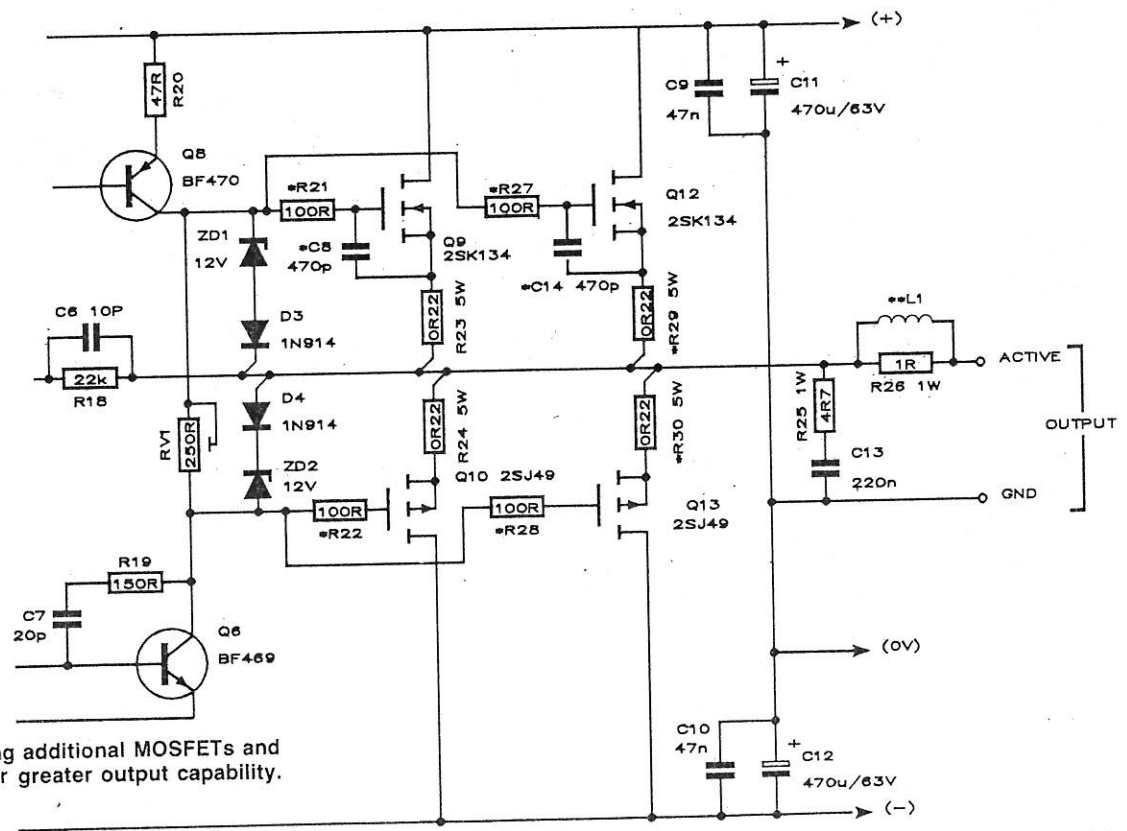 (+)
47R
R20
C9
47n
+
C11
470u/63V
Q8
BF470
*R21
100R
*R27
100R
Q12
2SK134
ZD1
12V
*C8
470p
Q9
2SK134
*C14 470p
C6 10P
D3
1N914
0R22
R23 5W
0R22
*R29 5W
**L1
22k
R18
1R
R26 1W
ACTIVE
RV1
250R
D4
1N914
0R22
R24 5W
0R22
*R30 5W
R25 1W
4R7
OUTPUT
ZD2
12V
Q10 2SJ49
C13
220n
100R
*R22
100R
*R28
Q13
2SJ49
GND
R19
150R
C7
20p
Q6
BF469
(0V)
ng additional MOSFETs and
r greater output capability.
C10
47n
+
C12
470u/63V
(-)